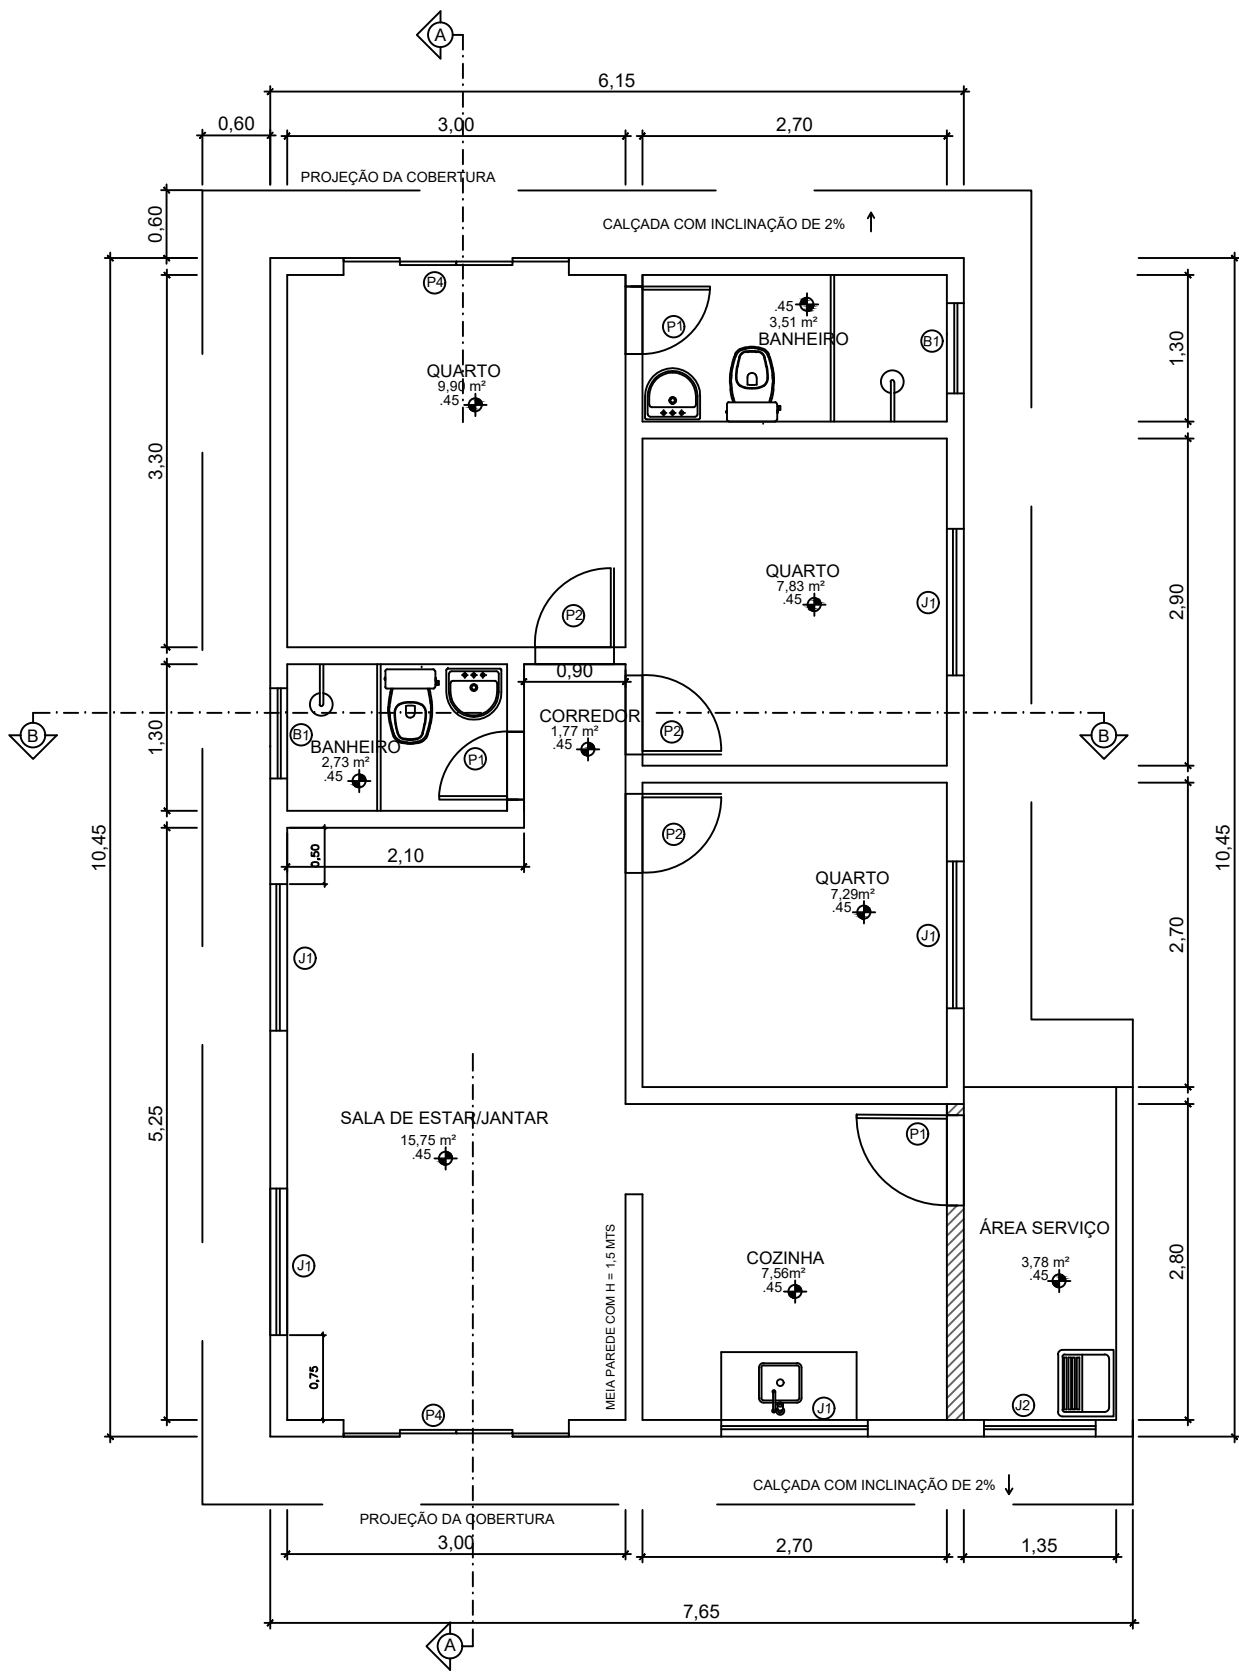 A
6,15
0,60
3,00
2,70
PROJEÇÃO DA COBERTURA
0,60
CALÇADA COM INCLINAÇÃO DE 2%
P4
.45
3,51 m²
BANHEIRO
P1
B1
1,30
QUARTO
9,90 m²
.45
3,30
QUARTO
7,83 m²
.45
J1
2,90
P2
0,90
CORREDOR
1,77 m²
.45
P2
B
B
B1
BANHEIRO
2,73 m²
.45
P1
1,30
10,45
10,45
0,50
2,10
P2
QUARTO
7,29m²
.45
J1
2,70
J1
5,25
SALA DE ESTAR/JANTAR
15,75 m²
.45
P1
ÁREA SERVIÇO
3,78 m²
.45
2,80
J1
MEIA PAREDE COM H = 1,5 MTS
COZINHA
7,56m²
.45
0,75
P4
J1
J2
CALÇADA COM INCLINAÇÃO DE 2%
PROJEÇÃO DA COBERTURA
3,00
2,70
1,35
7,65
A